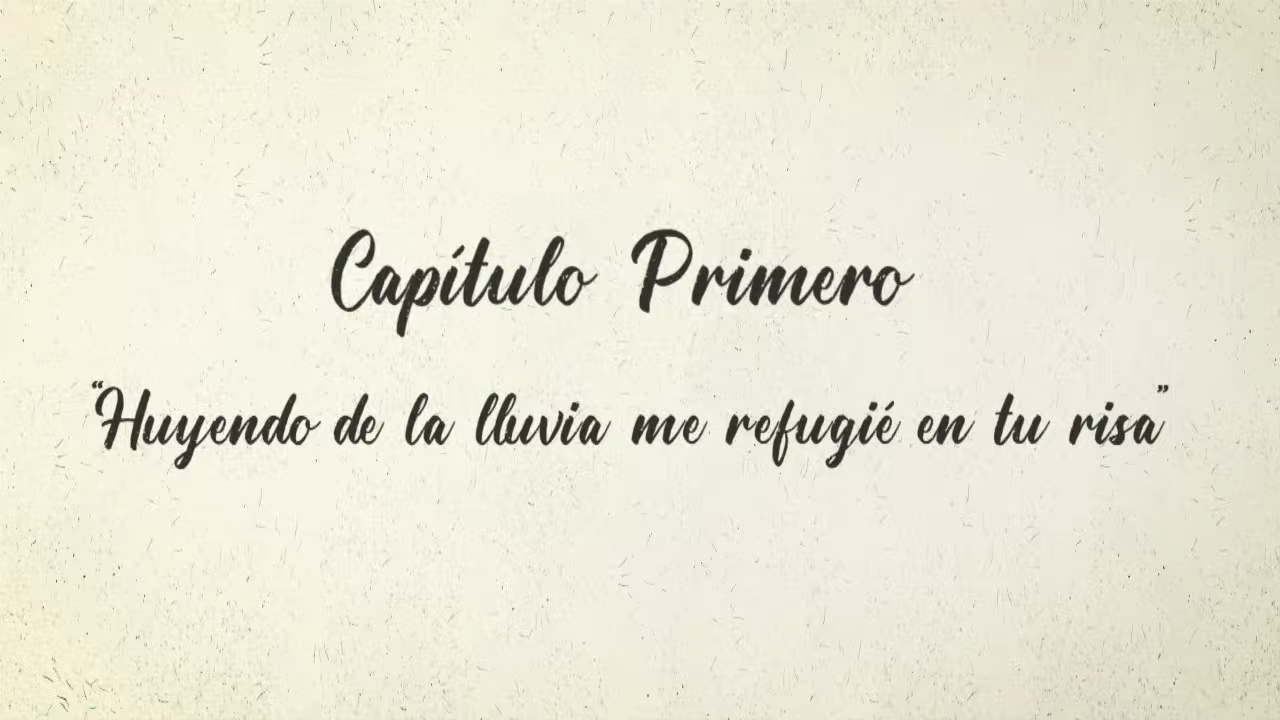 Capítulo Primero
“Huyendo de la lluvia me refugié en tu risa”